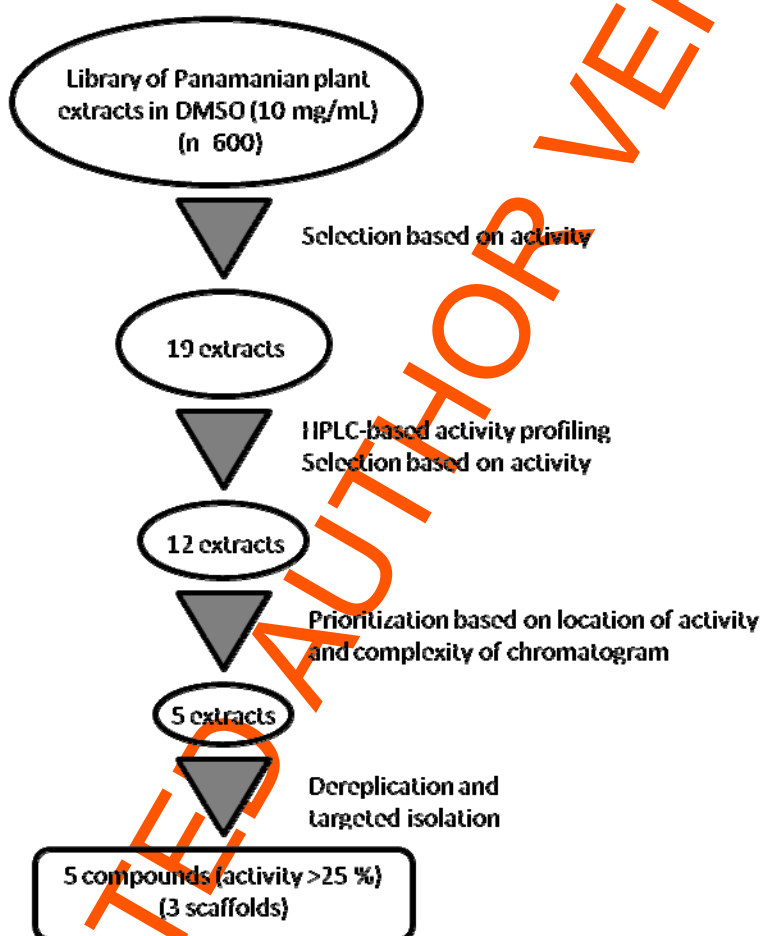 Library of Panamanian plant
extracts in DMSO (10 mg/mL)
(n 600)
Selection based on activity
19 extracts
HPLC-based activity profiling
Selection based on activity
12 extracts
Prioritization based on location of activity
and complexity of chromatogram
5 extracts
Dereplication and
targeted isolation
5 compounds (activity >25 %)
(3 scaffolds)
TED AUTHOR VER